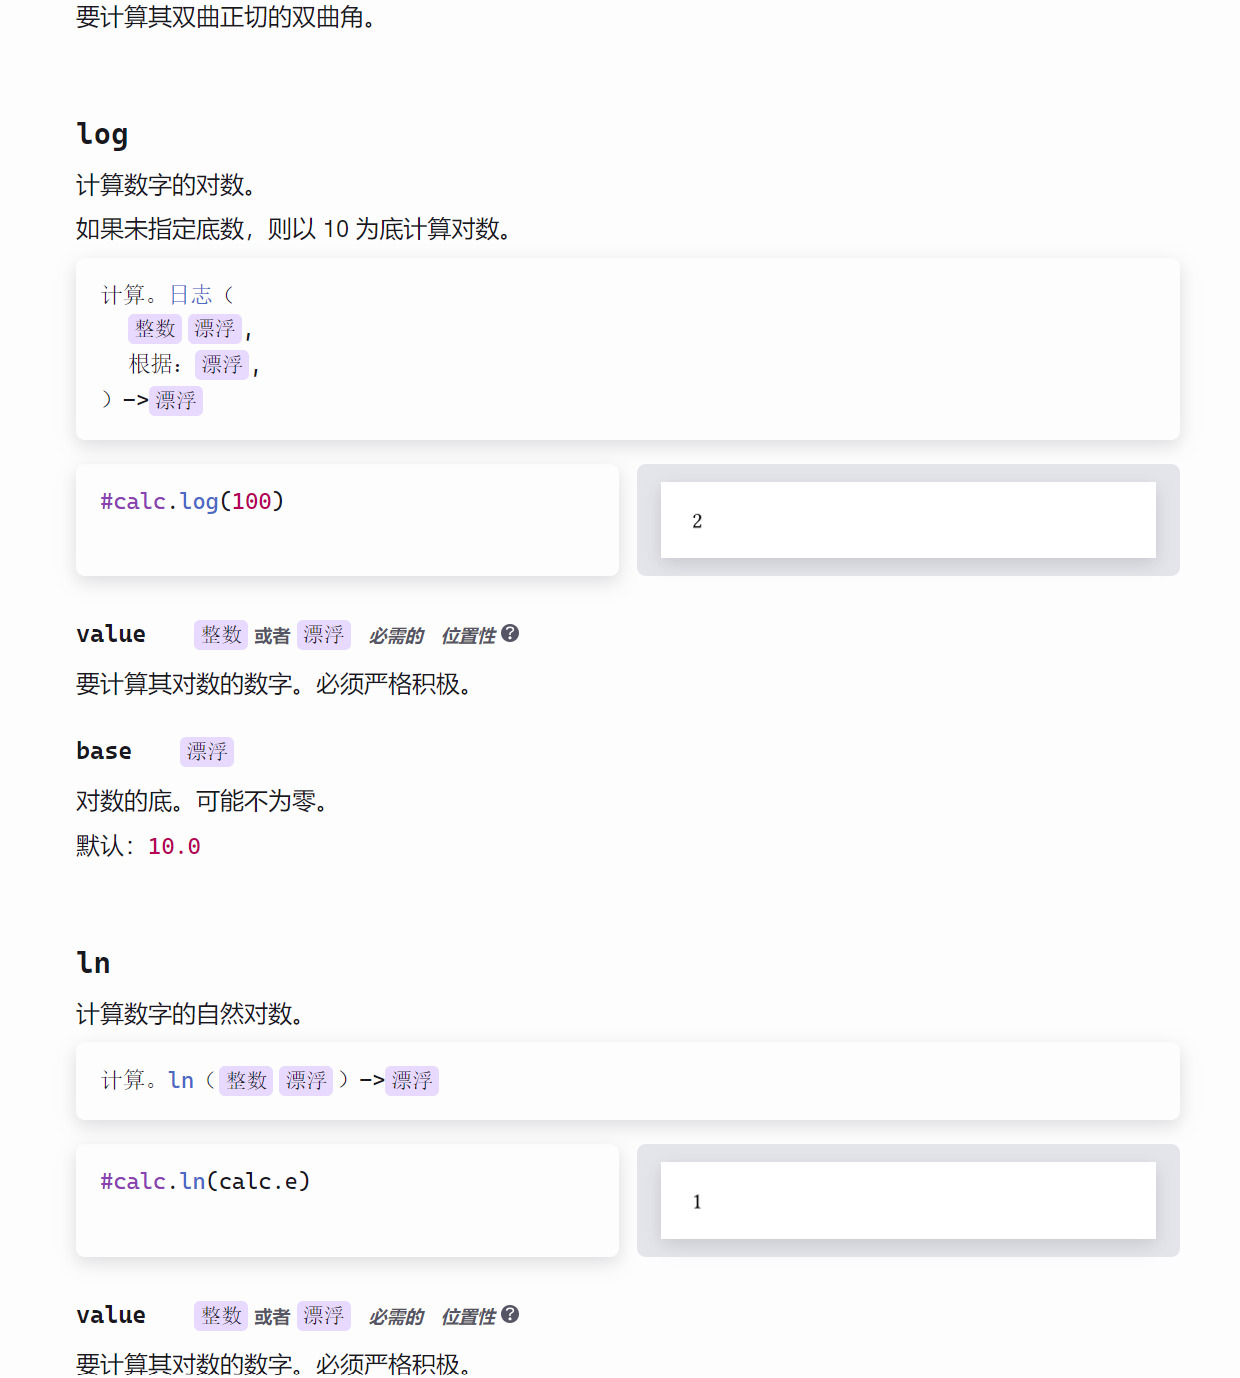 要计算其双曲正切的双曲角。
log
计算数字的对数。
如果未指定底数，则以 10 为底计算对数。
计算。日志（
整数 漂浮,
根据：漂浮,
）->漂浮
#calc.log(100)
2
value 整数 或者 漂浮 必需的 位置性?
要计算其对数的数字。必须严格积极。
base 漂浮
对数的底。可能不为零。
默认：10.0
ln
计算数字的自然对数。
计算。ln（整数 漂浮）->漂浮
#calc.ln(calc.e)
1
value 整数 或者 漂浮 必需的 位置性?
要计算其对数的数字。必须严格积极。